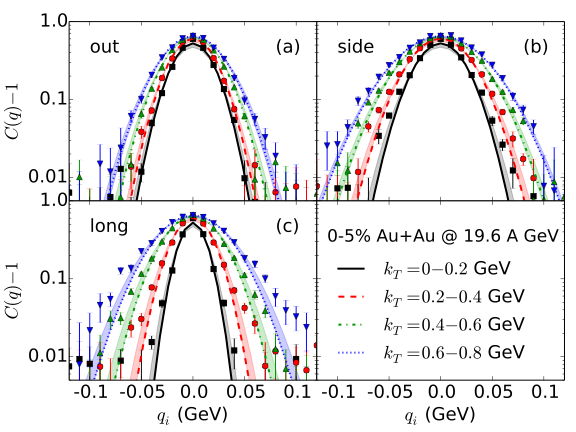 1.0
out
(a)
side
(b)
0.1
C(q)−1
0.01
1.0
long
(c)
0-5% Au+Au @ 19.6 A GeV
k_T=0−0.2 GeV
0.1
C(q)−1
k_T=0.2−0.4 GeV
k_T=0.4−0.6 GeV
0.01
k_T=0.6−0.8 GeV
-0.1 -0.05 0.0 0.05 0.1 -0.1 -0.05 0.0 0.05 0.1
q_i (GeV) q_i (GeV)